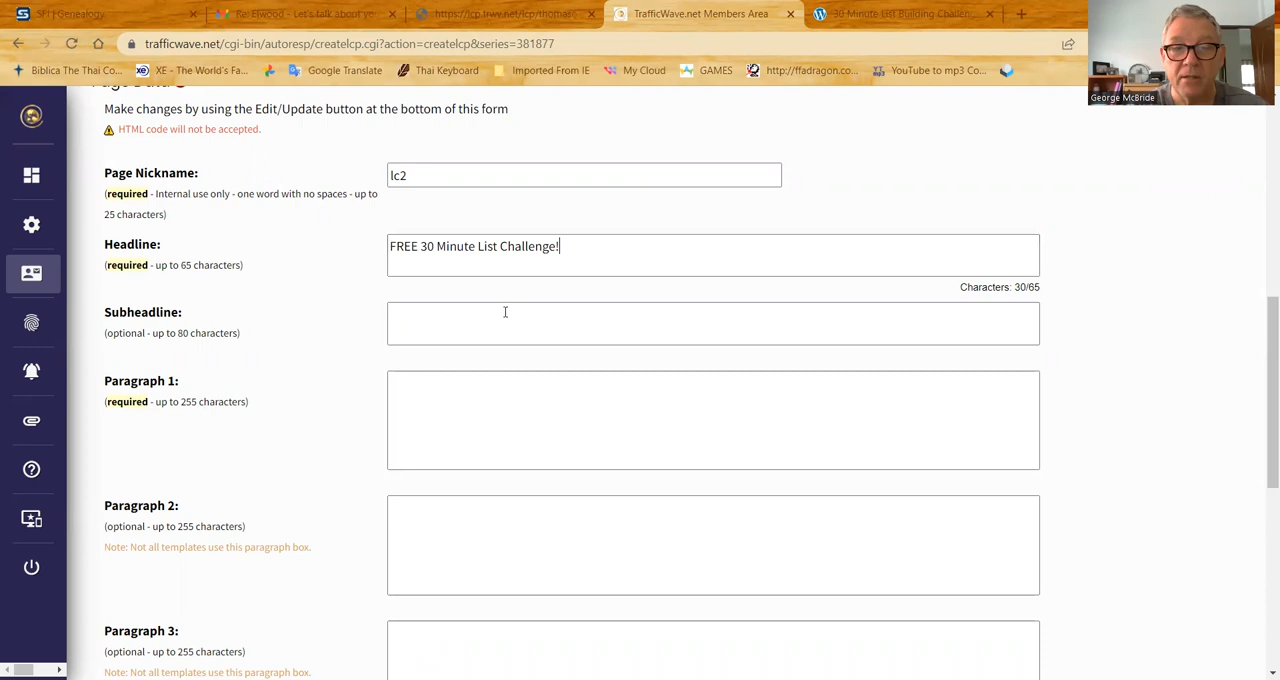 SFI | Genealogy
Re: Elwood - Let's talk about yo
https://lcp.trwv.net/lcp/thomas
TrafficWave.net Members Area
30 Minute List Building Challen
trafficwave.net/cgi-bin/autoresp/createlcp.cgi?action=createlcp&series=381877
Biblica The Thai Co...
XE - The World's Fa...
Google Translate
Thai Keyboard
Imported From IE
My Cloud
GAMES
http://ffadragon.co...
YouTube to mp3 Co...
George McBride
Make changes by using the Edit/Update button at the bottom of this form
HTML code will not be accepted.
Page Nickname:
lc2
(required - Internal use only - one word with no spaces - up to
25 characters)
Headline:
FREE 30 Minute List Challenge!
(required - up to 65 characters)
Characters: 30/65
Subheadline:
(optional - up to 80 characters)
Paragraph 1:
(required - up to 255 characters)
Paragraph 2:
(optional - up to 255 characters)
Note: Not all templates use this paragraph box.
Paragraph 3:
(optional - up to 255 characters)
Note: Not all templates use this paragraph box.